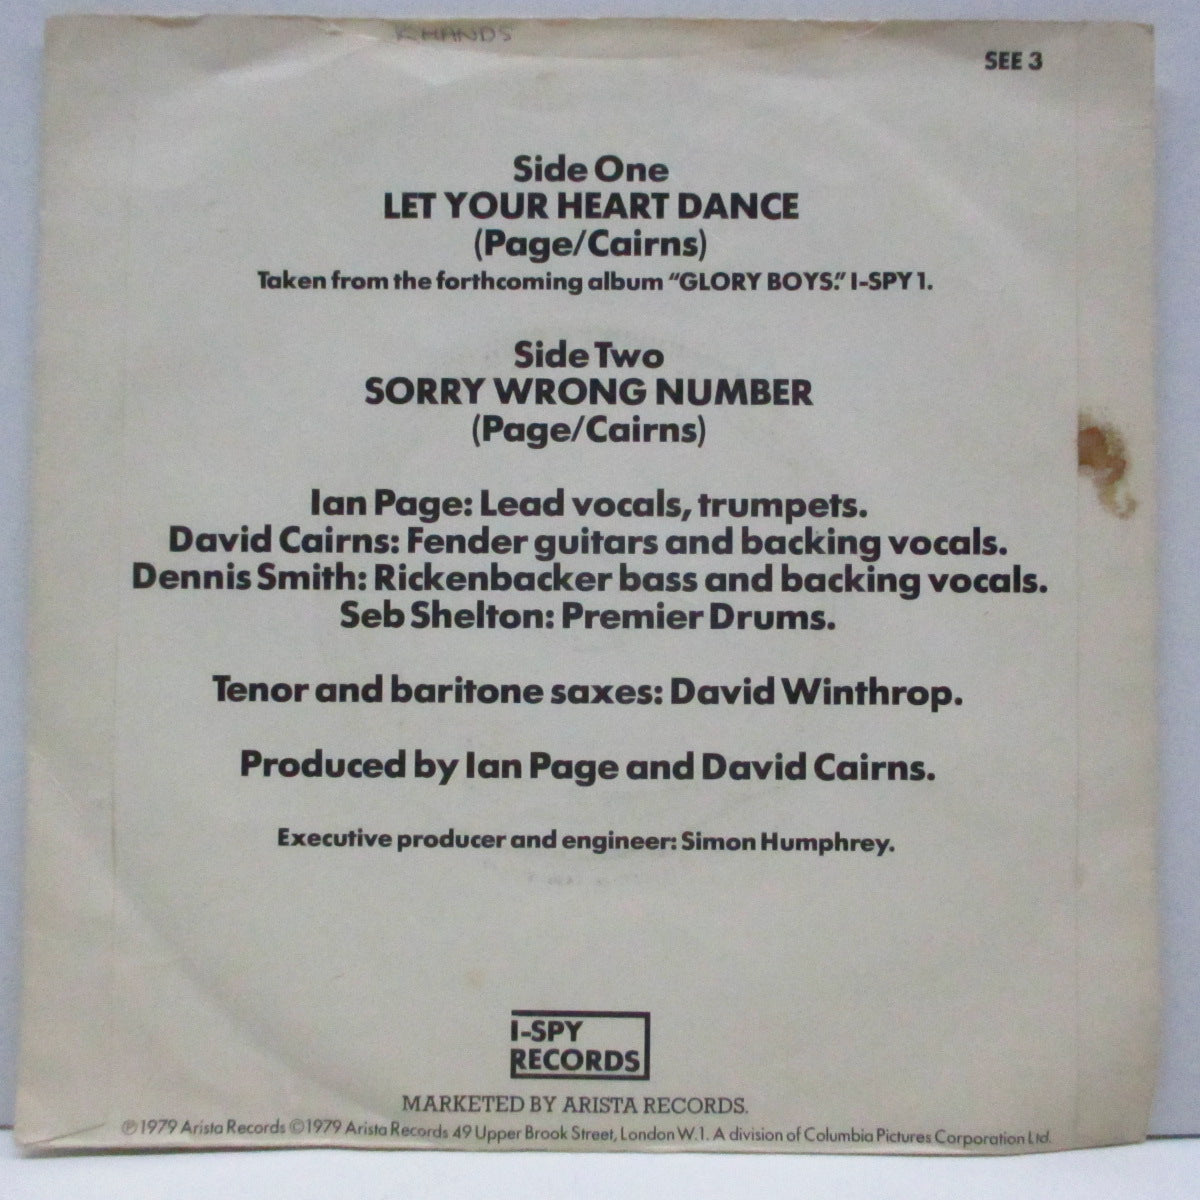 K HANDS
SEE 3
Side One
LET YOUR HEART DANCE
(Page/Cairns)
Taken from the forthcoming album “GLORY BOYS.” I-SPY 1.
Side Two
SORRY WRONG NUMBER
(Page/Cairns)
Ian Page: Lead vocals, trumpets.
David Cairns: Fender guitars and backing vocals.
Dennis Smith: Rickenbacker bass and backing vocals.
Seb Shelton: Premier Drums.
Tenor and baritone saxes: David Winthrop.
Produced by Ian Page and David Cairns.
Executive producer and engineer: Simon Humphrey.
I-SPY
RECORDS
MARKETED BY ARISTA RECORDS.
℗1979 Arista Records ©1979 Arista Records 49 Upper Brook Street, London W.1. A division of Columbia Pictures Corporation Ltd.